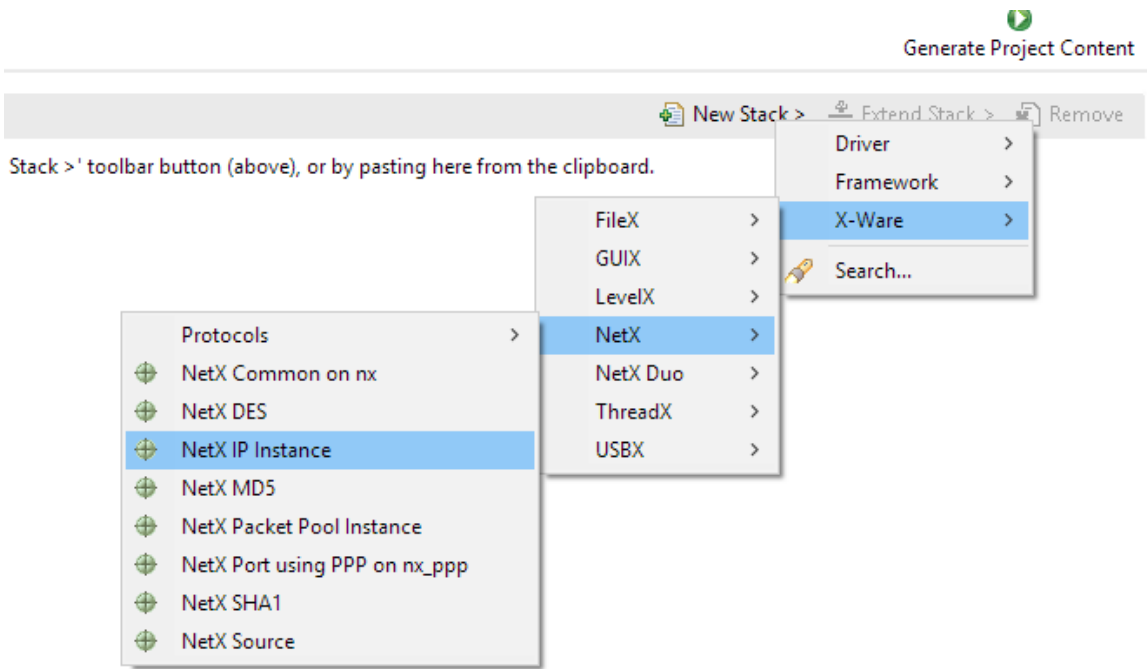 Generate Project Content
New Stack > Extend Stack > Remove
Stack >' toolbar button (above), or by pasting here from the clipboard.
Driver >
Framework >
X-Ware >
Search...
FileX >
GUIX >
LevelX >
NetX >
NetX Duo >
ThreadX >
USBX >
Protocols >
NetX Common on nx
NetX DES
NetX IP Instance
NetX MD5
NetX Packet Pool Instance
NetX Port using PPP on nx_ppp
NetX SHA1
NetX Source